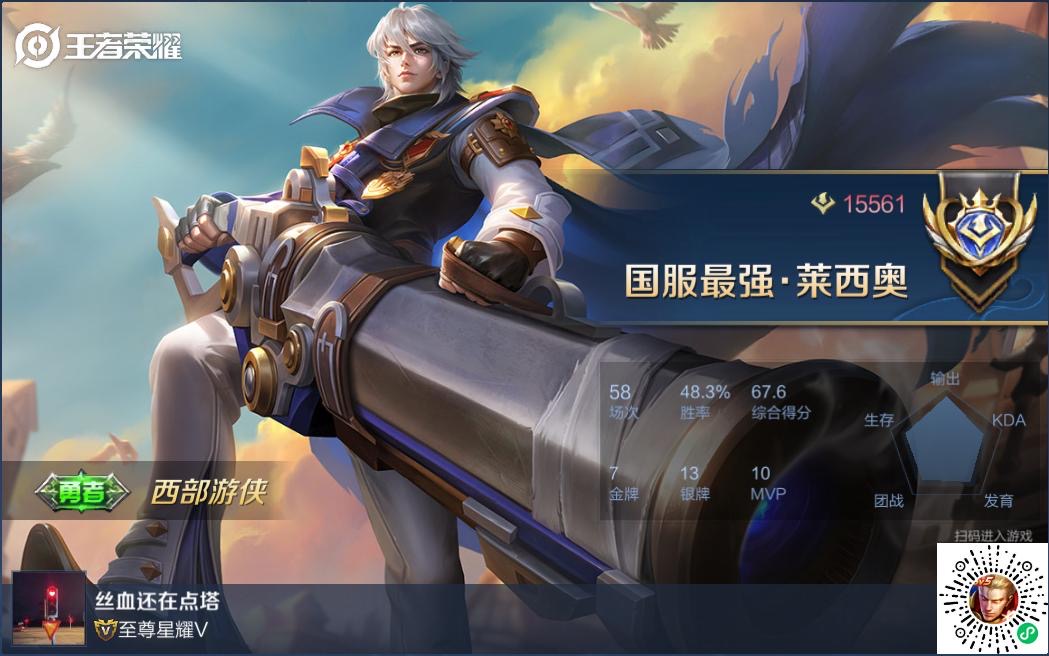 王者荣耀
15561
国服最强·莱西奥
58 48.3% 67.6
场次 胜率 综合得分
7 13 10
金牌 银牌 MVP
输出
生存 KDA
团战 发育
勇者 西部游侠
扫码进入游戏
丝血还在点塔
至尊星耀V
V5